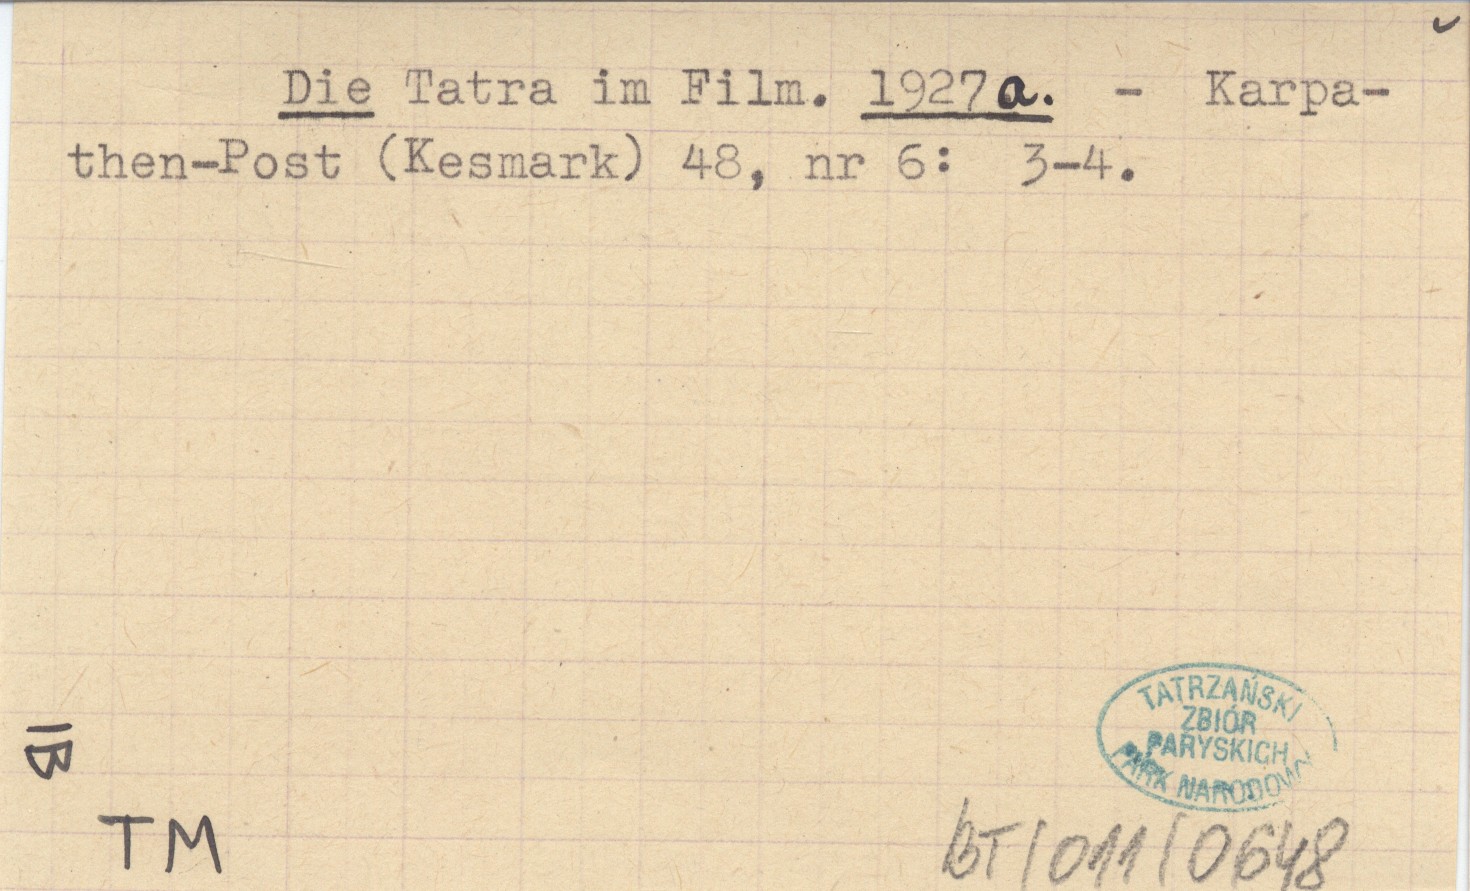 Die Tatra im Film. 1927a. - Karpa-
then-Post (Kesmark) 48, nr 6: 3-4.
TATRZAŃSKI
ZBIÓR
PARYSKICH
PARK NARODOWY
IB
TM
BT/011/0648